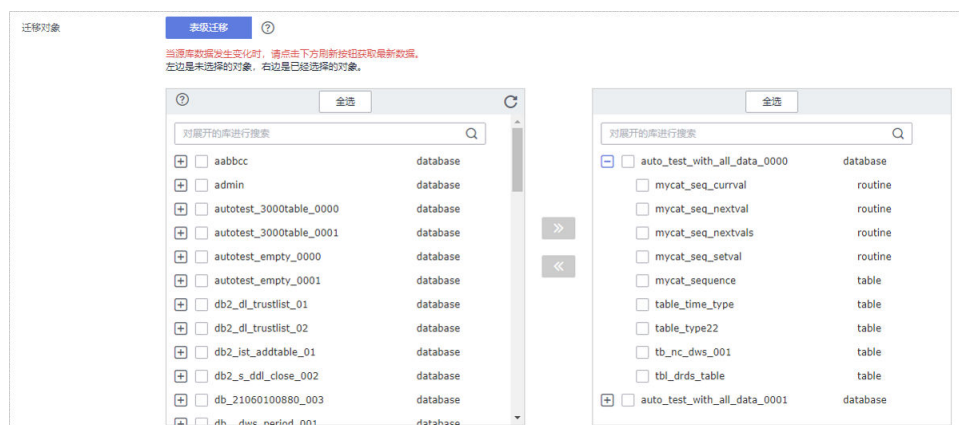 迁移对象
表级迁移
当源库数据发生变化时，请点击下方刷新按钮获取最新数据。
左边是未选择的对象，右边是已经选择的对象。
全选
对展开的库进行搜索
aabbcc database
admin database
autotest_3000table_0000 database
autotest_3000table_0001 database
autotest_empty_0000 database
autotest_empty_0001 database
db2_dl_trustlist_01 database
db2_dl_trustlist_02 database
db2_ist_addtable_01 database
db2_s_ddl_close_002 database
db_21060100880_003 database
db__dws_period_001 database
全选
对展开的库进行搜索
auto_test_with_all_data_0000 database
mycat_seq_currval routine
mycat_seq_nextval routine
mycat_seq_nextvals routine
mycat_seq_setval routine
mycat_sequence table
table_time_type table
table_type22 table
tb_nc_dws_001 table
tbl_drds_table table
auto_test_with_all_data_0001 database